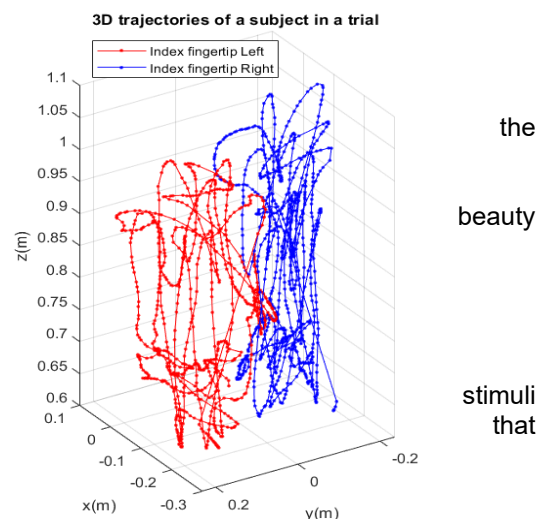 3D trajectories of a subject in a trial
Index fingertip Left
Index fingertip Right
1.1
1.05
1
0.95
0.9
0.85
0.8
0.75
0.7
0.65
0.6
z(m)
0.1
0
-0.1
-0.2
-0.3
x(m)
0.2
0
-0.2
y(m)
the
beauty
stimuli
that